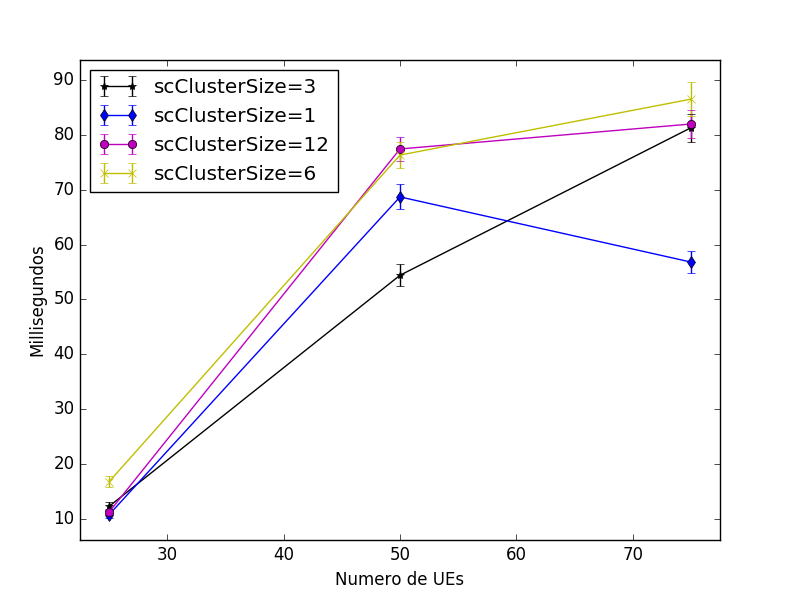 scClusterSize=3
scClusterSize=1
scClusterSize=12
scClusterSize=6
90
80
70
60
50
40
30
20
10
Millisegundos
30 40 50 60 70
Numero de UEs